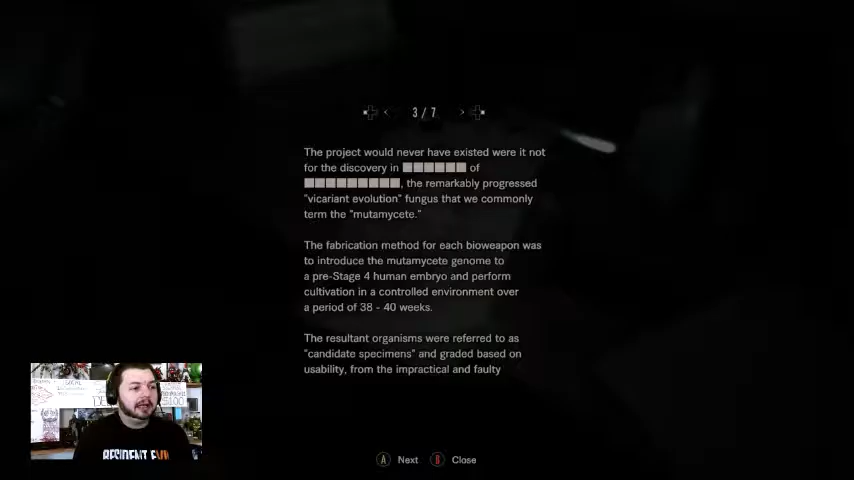 3 / 7
The project would never have existed were it not
for the discovery in ■■■■■■ of
■■■■■■■■■, the remarkably progressed
"vicariant evolution" fungus that we commonly
term the "mutamycete."
The fabrication method for each bioweapon was
to introduce the mutamycete genome to
a pre-Stage 4 human embryo and perform
cultivation in a controlled environment over
a period of 38 - 40 weeks.
The resultant organisms were referred to as
"candidate specimens" and graded based on
usability, from the impractical and faulty
RESIDENT EVIL
A Next B Close